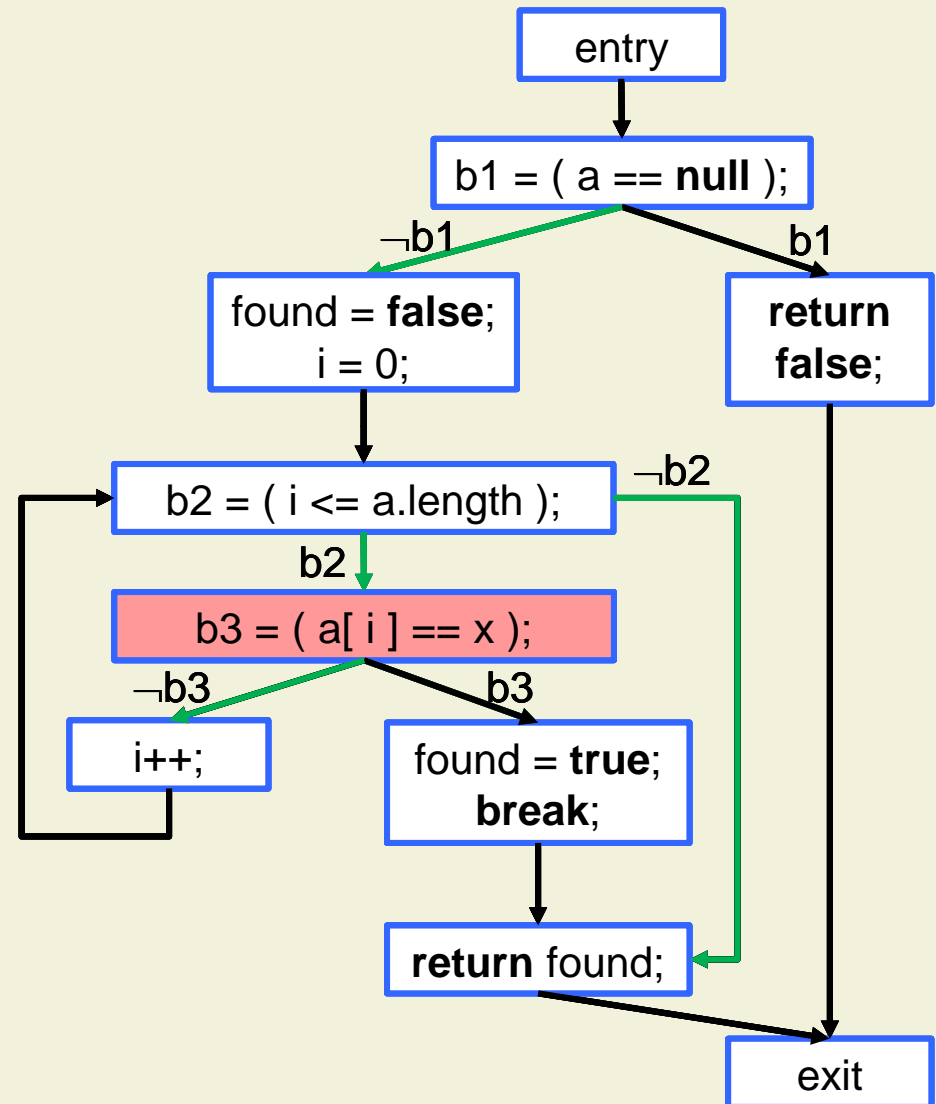 entry
b1 = ( a == null );
¬b1
b1
found = false;
i = 0;
return
false;
b2 = ( i <= a.length );
¬b2
b2
b3 = ( a[ i ] == x );
¬b3
b3
i++;
found = true;
break;
return found;
exit